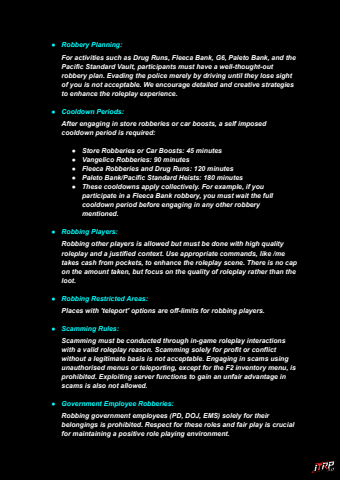 ● Robbery Planning:
For activities such as Drug Runs, Fleeca Bank, G6, Paleto Bank, and the
Pacific Standard Vault, participants must have a well-thought-out
robbery plan. Evading the police merely by driving until they lose sight
of you is not acceptable. We encourage detailed and creative strategies
to enhance the roleplay experience.
● Cooldown Periods:
After engaging in store robberies or car boosts, a self imposed
cooldown period is required:
● Store Robberies or Car Boosts: 45 minutes
● Vangelico Robberies: 90 minutes
● Fleeca Robberies and Drug Runs: 120 minutes
● Paleto Bank/Pacific Standard Heists: 180 minutes
● These cooldowns apply collectively. For example, if you
participate in a Fleeca Bank robbery, you must wait the full
cooldown period before engaging in any other robbery
mentioned.
● Robbing Players:
Robbing other players is allowed but must be done with high quality
roleplay and a justified context. Use appropriate commands, like /me
takes cash from pockets, to enhance the roleplay scene. There is no cap
on the amount taken, but focus on the quality of roleplay rather than the
loot.
● Robbing Restricted Areas:
Places with 'teleport' options are off-limits for robbing players.
● Scamming Rules:
Scamming must be conducted through in-game roleplay interactions
with a valid roleplay reason. Scamming solely for profit or conflict
without a legitimate basis is not acceptable. Engaging in scams using
unauthorised menus or teleporting, except for the F2 inventory menu, is
prohibited. Exploiting server functions to gain an unfair advantage in
scams is also not allowed.
● Government Employee Robberies:
Robbing government employees (PD, DOJ, EMS) solely for their
belongings is prohibited. Respect for these roles and fair play is crucial
for maintaining a positive role playing environment.